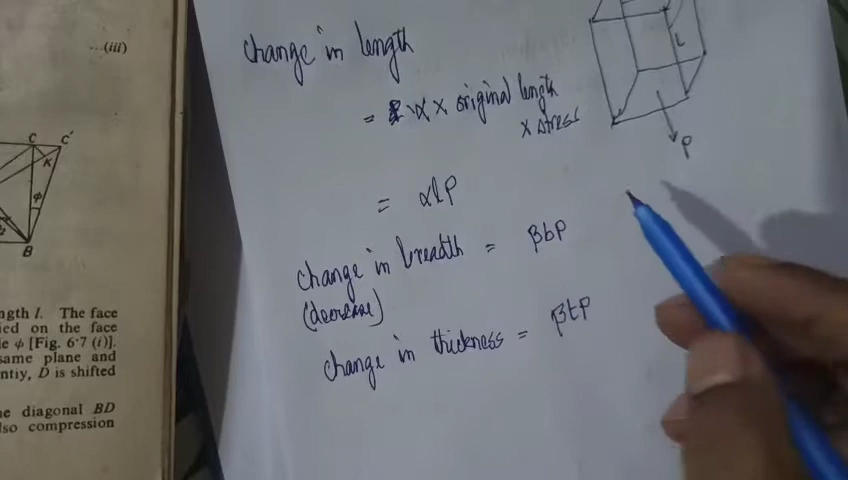 ...(iii)
C C'
K
φ
B
ngth l. The face
ied on the face
le φ [Fig. 6·7 (i)].
same plane and
ntiy, D is shifted
he diagonal BD
lso compression
change in length
= α × original length
× stress
L
P
= αlP
change in breadth = βbP
(decrease)
change in thickness = βtP